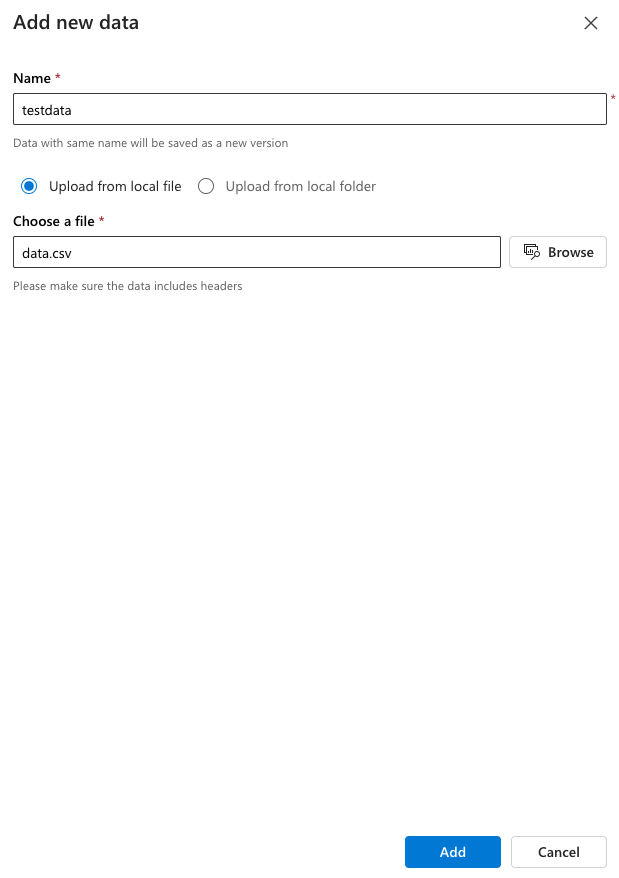 Add new data
Name *
testdata
*
Data with same name will be saved as a new version
Upload from local file Upload from local folder
Choose a file *
data.csv Browse
Please make sure the data includes headers
Add Cancel